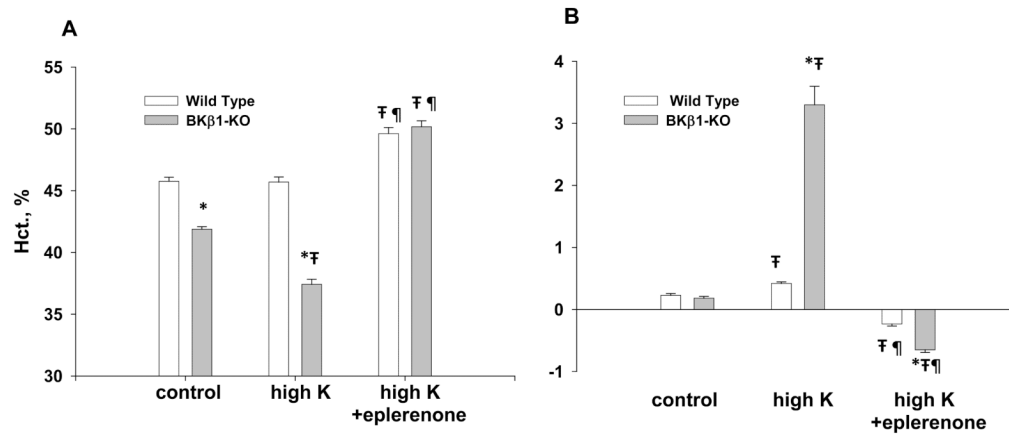 A
Hct., %
55
50
45
40
35
30
Wild Type
BKβ1-KO
*
*Ŧ
Ŧ ¶
Ŧ ¶
control
high K
high K
+eplerenone
B
4
3
2
1
0
-1
Wild Type
BKβ1-KO
Ŧ
*Ŧ
Ŧ ¶
*Ŧ¶
control
high K
high K
+eplerenone